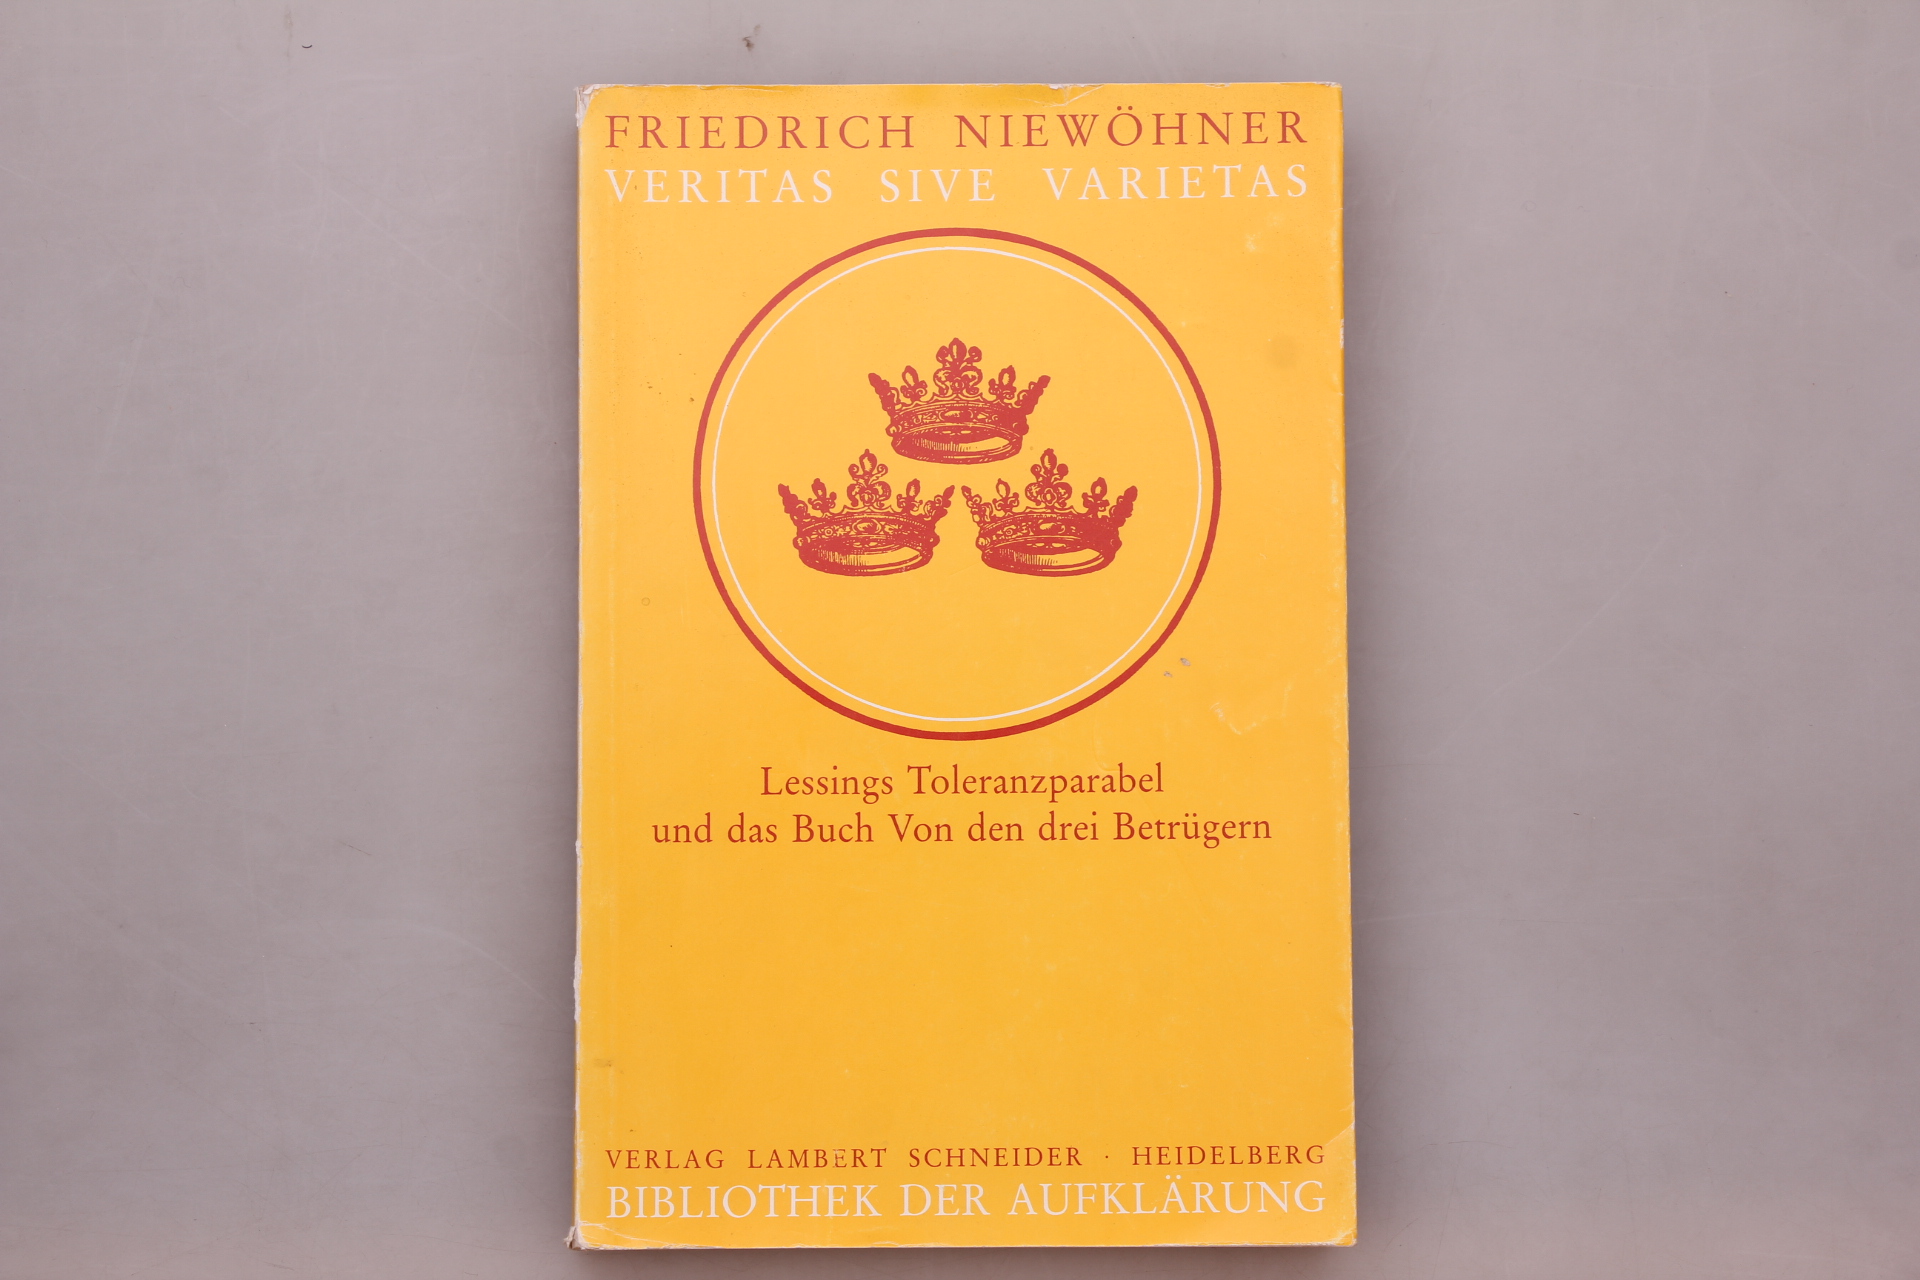 FRIEDRICH NIEWÖHNER
VERITAS SIVE VARIETAS
Lessings Toleranzparabel
und das Buch Von den drei Betrügern
VERLAG LAMBERT SCHNEIDER · HEIDELBERG
BIBLIOTHEK DER AUFKLÄRUNG